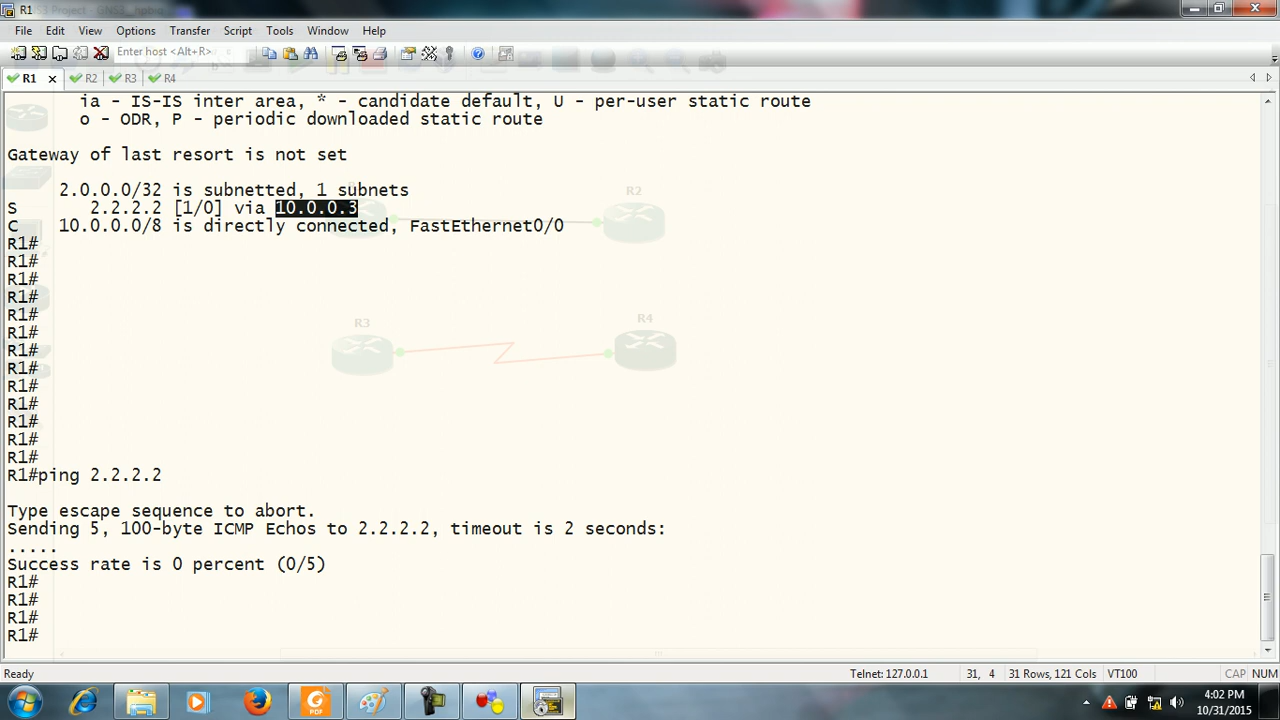 R1
GNS3 Project - GNS3
File Edit View Options Transfer Script Tools Window Help
Enter host <Alt+R>
R1 R2 R3 R4
ia - IS-IS inter area, * - candidate default, U - per-user static route
o - ODR, P - periodic downloaded static route
Gateway of last resort is not set
2.0.0.0/32 is subnetted, 1 subnets
R2
S 2.2.2.2 [1/0] via 10.0.0.3
C 10.0.0.0/8 is directly connected, FastEthernet0/0
R1#
R1#
R1#
R1#
R1#
R3 R4
R1#
R1#
R1#
R1#
R1#
R1#
R1#
R1#
R1#ping 2.2.2.2
Type escape sequence to abort.
Sending 5, 100-byte ICMP Echos to 2.2.2.2, timeout is 2 seconds:
.....
Success rate is 0 percent (0/5)
R1#
R1#
R1#
R1#
Ready Telnet: 127.0.0.1 31, 4 31 Rows, 121 Cols VT100 CAP NUM
PDF
4:02 PM
10/31/2015